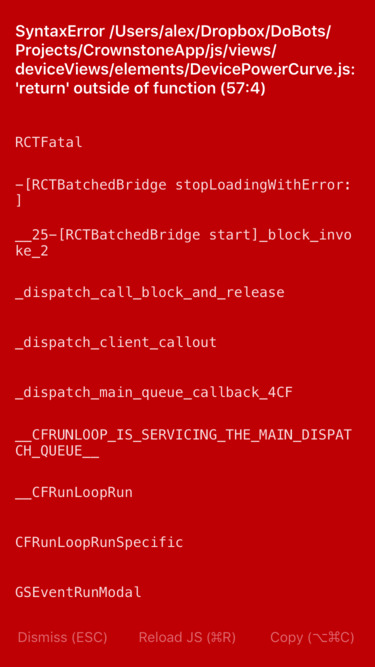 SyntaxError /Users/alex/Dropbox/DoBots/
Projects/CrownstoneApp/js/views/
deviceViews/elements/DevicePowerCurve.js:
'return' outside of function (57:4)
RCTFatal
-[RCTBatchedBridge stopLoadingWithError:
]
__25-[RCTBatchedBridge start]_block_invo
ke_2
_dispatch_call_block_and_release
_dispatch_client_callout
_dispatch_main_queue_callback_4CF
__CFRUNLOOP_IS_SERVICING_THE_MAIN_DISPAT
CH_QUEUE__
__CFRunLoopRun
CFRunLoopRunSpecific
GSEventRunModal
Dismiss (ESC) Reload JS (⌘R) Copy (⌥⌘C)